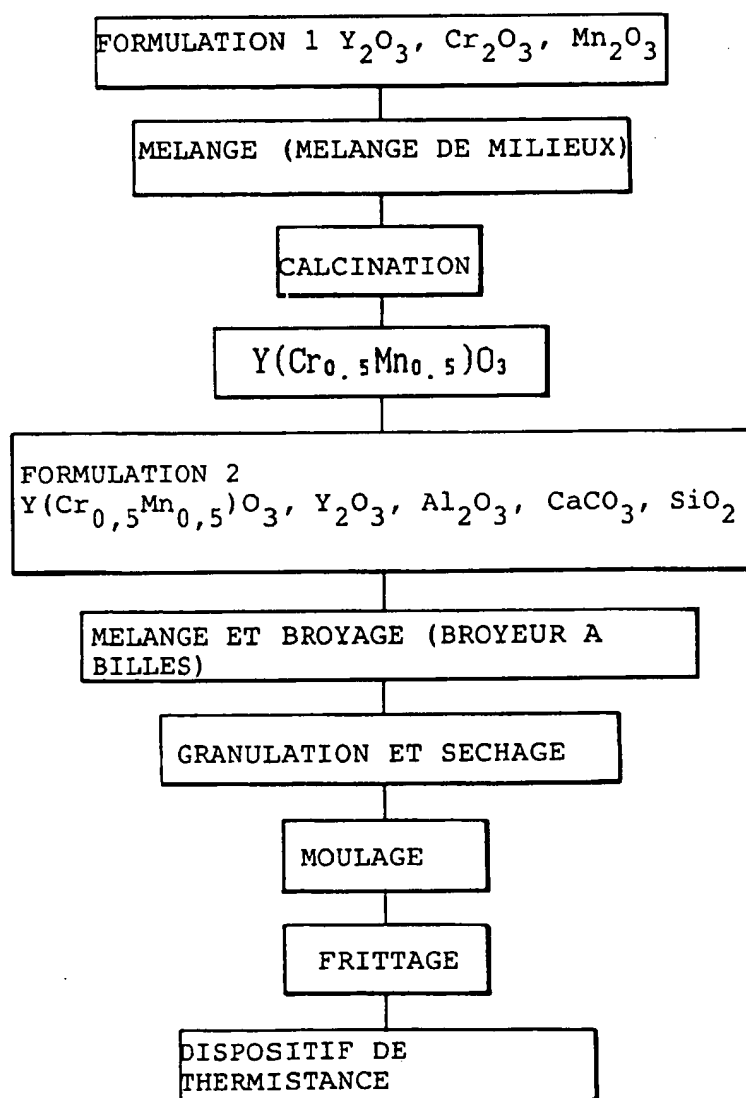 FORMULATION 1 Y₂O₃, Cr₂O₃, Mn₂O₃
MELANGE (MELANGE DE MILIEUX)
CALCINATION
Y(Cr₀.₅Mn₀.₅)O₃
FORMULATION 2
Y(Cr₀,₅Mn₀,₅)O₃, Y₂O₃, Al₂O₃, CaCO₃, SiO₂
MELANGE ET BROYAGE (BROYEUR A
BILLES)
GRANULATION ET SECHAGE
MOULAGE
FRITTAGE
DISPOSITIF DE
THERMISTANCE